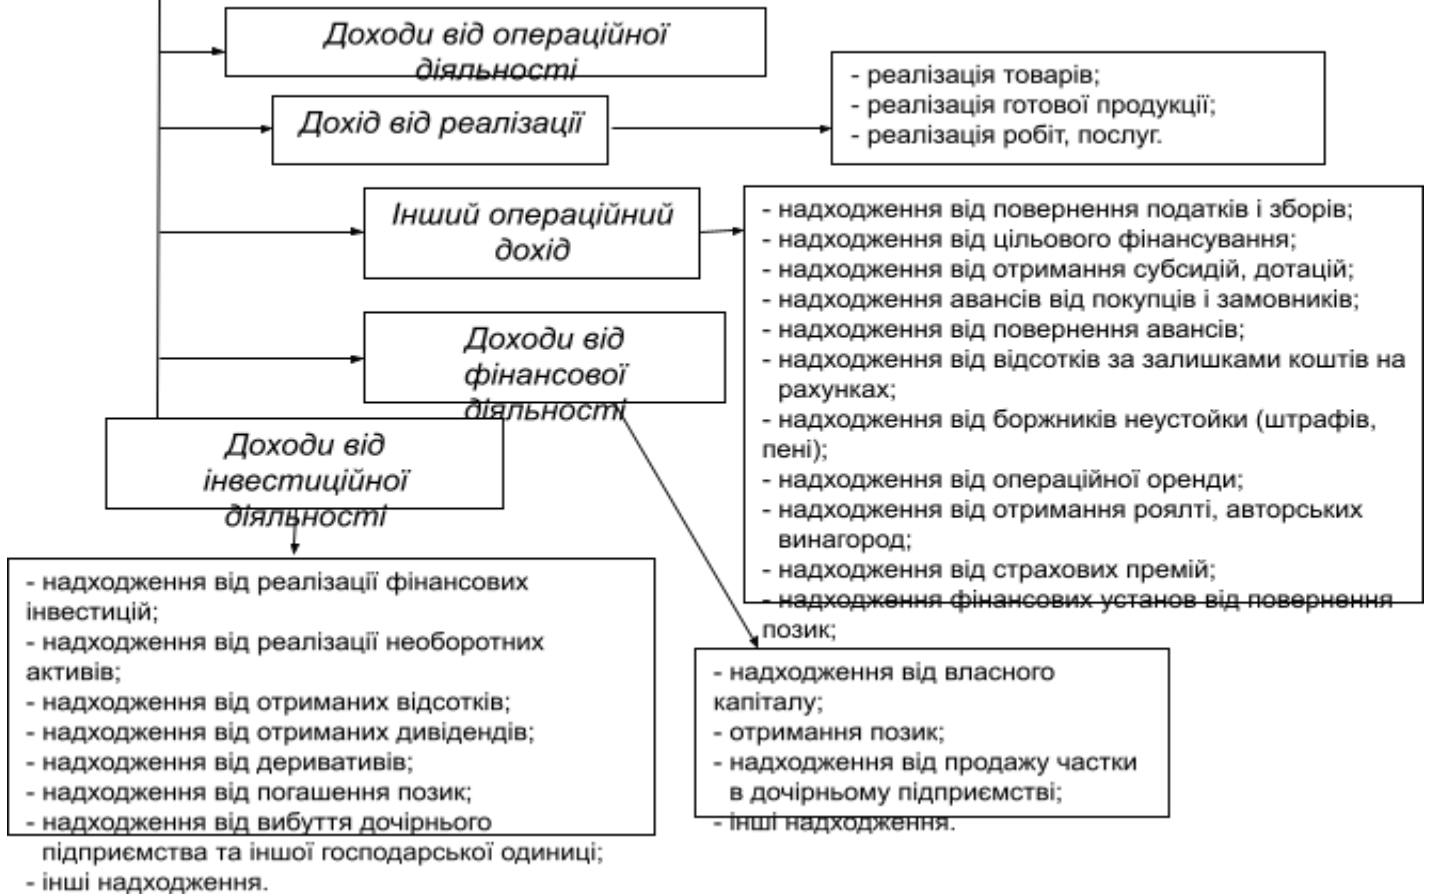 Доходи від операційної
діяльності
- реалізація товарів;
- реалізація готової продукції;
- реалізація робіт, послуг.
Дохід від реалізації
Інший операційний
дохід
- надходження від повернення податків і зборів;
- надходження від цільового фінансування;
- надходження від отримання субсидій, дотацій;
- надходження авансів від покупців і замовників;
- надходження від повернення авансів;
- надходження від відсотків за залишками коштів на
рахунках;
- надходження від боржників неустойки (штрафів,
пені);
- надходження від операційної оренди;
- надходження від отримання роялті, авторських
винагород;
- надходження від страхових премій;
- надходження фінансових установ від повернення
позик;
Доходи від
фінансової
діяльності
Доходи від
інвестиційної
діяльності
- надходження від реалізації фінансових
інвестицій;
- надходження від реалізації необоротних
активів;
- надходження від отриманих відсотків;
- надходження від отриманих дивідендів;
- надходження від деривативів;
- надходження від погашення позик;
- надходження від вибуття дочірнього
підприємства та іншої господарської одиниці;
- інші надходження.
- надходження від власного
капіталу;
- отримання позик;
- надходження від продажу частки
в дочірньому підприємстві;
- інші надходження.